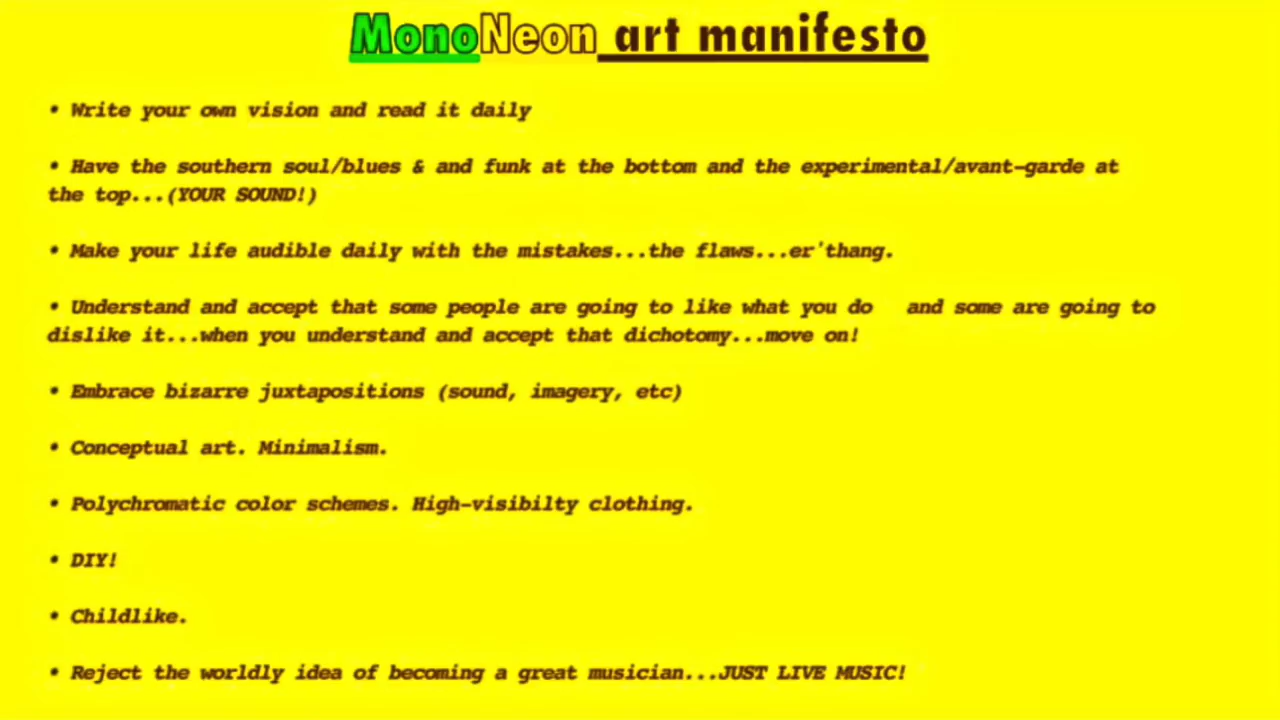 MonoNeon art manifesto
• Write your own vision and read it daily
• Have the southern soul/blues & and funk at the bottom and the experimental/avant-garde at
the top...(YOUR SOUND!)
• Make your life audible daily with the mistakes...the flaws...er'thang.
• Understand and accept that some people are going to like what you do and some are going to
dislike it...when you understand and accept that dichotomy...move on!
• Embrace bizarre juxtapositions (sound, imagery, etc)
• Conceptual art. Minimalism.
• Polychromatic color schemes. High-visibilty clothing.
• DIY!
• Childlike.
• Reject the worldly idea of becoming a great musician...JUST LIVE MUSIC!